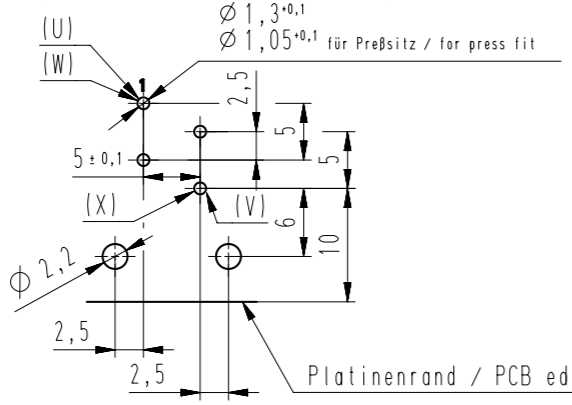 (U)
(W)
1
Ø 1,3+0,1
Ø 1,05+0,1 für Preßsitz / for press fit
2,5
5
5
5 ± 0,1
(X)
(V)
6
10
Ø 2,2
2,5
2,5
Platinenrand / PCB ed